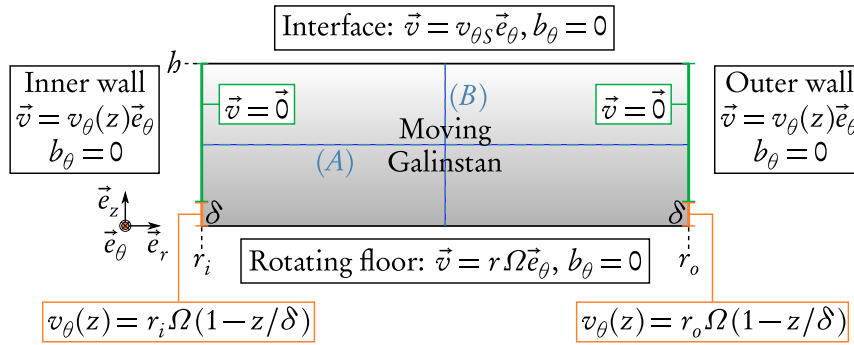 Interface: v⃗ = v_θS e⃗_θ, b_θ = 0
h
Inner wall
v⃗ = v_θ(z)e⃗_θ
b_θ = 0
v⃗ = 0⃗
(B)
v⃗ = 0⃗
Outer wall
v⃗ = v_θ(z)e⃗_θ
b_θ = 0
Moving
(A)
Galinstan
e⃗_z
δ
δ
e⃗_θ
e⃗_r
r_i
Rotating floor: v⃗ = rΩe⃗_θ, b_θ = 0
r_o
v_θ(z) = r_iΩ(1−z/δ)
v_θ(z) = r_oΩ(1−z/δ)